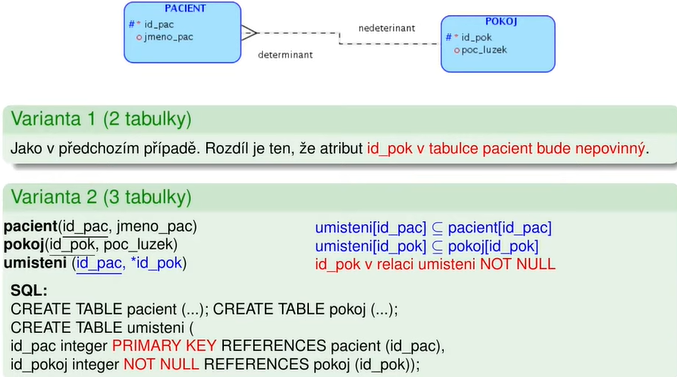 PACIENT
# * id_pac
o jmeno_pac
determinant
nedeterinant
POKOJ
# * id_pok
o poc_luzek
Varianta 1 (2 tabulky)
Jako v předchozím případě. Rozdíl je ten, že atribut id_pok v tabulce pacient bude nepovinný.
Varianta 2 (3 tabulky)
pacient(id_pac, jmeno_pac)
pokoj(id_pok, poc_luzek)
umisteni (id_pac, *id_pok)
umisteni[id_pac] ⊆ pacient[id_pac]
umisteni[id_pok] ⊆ pokoj[id_pok]
id_pok v relaci umisteni NOT NULL
SQL:
CREATE TABLE pacient (...); CREATE TABLE pokoj (...);
CREATE TABLE umisteni (
id_pac integer PRIMARY KEY REFERENCES pacient (id_pac),
id_pokoj integer NOT NULL REFERENCES pokoj (id_pok));